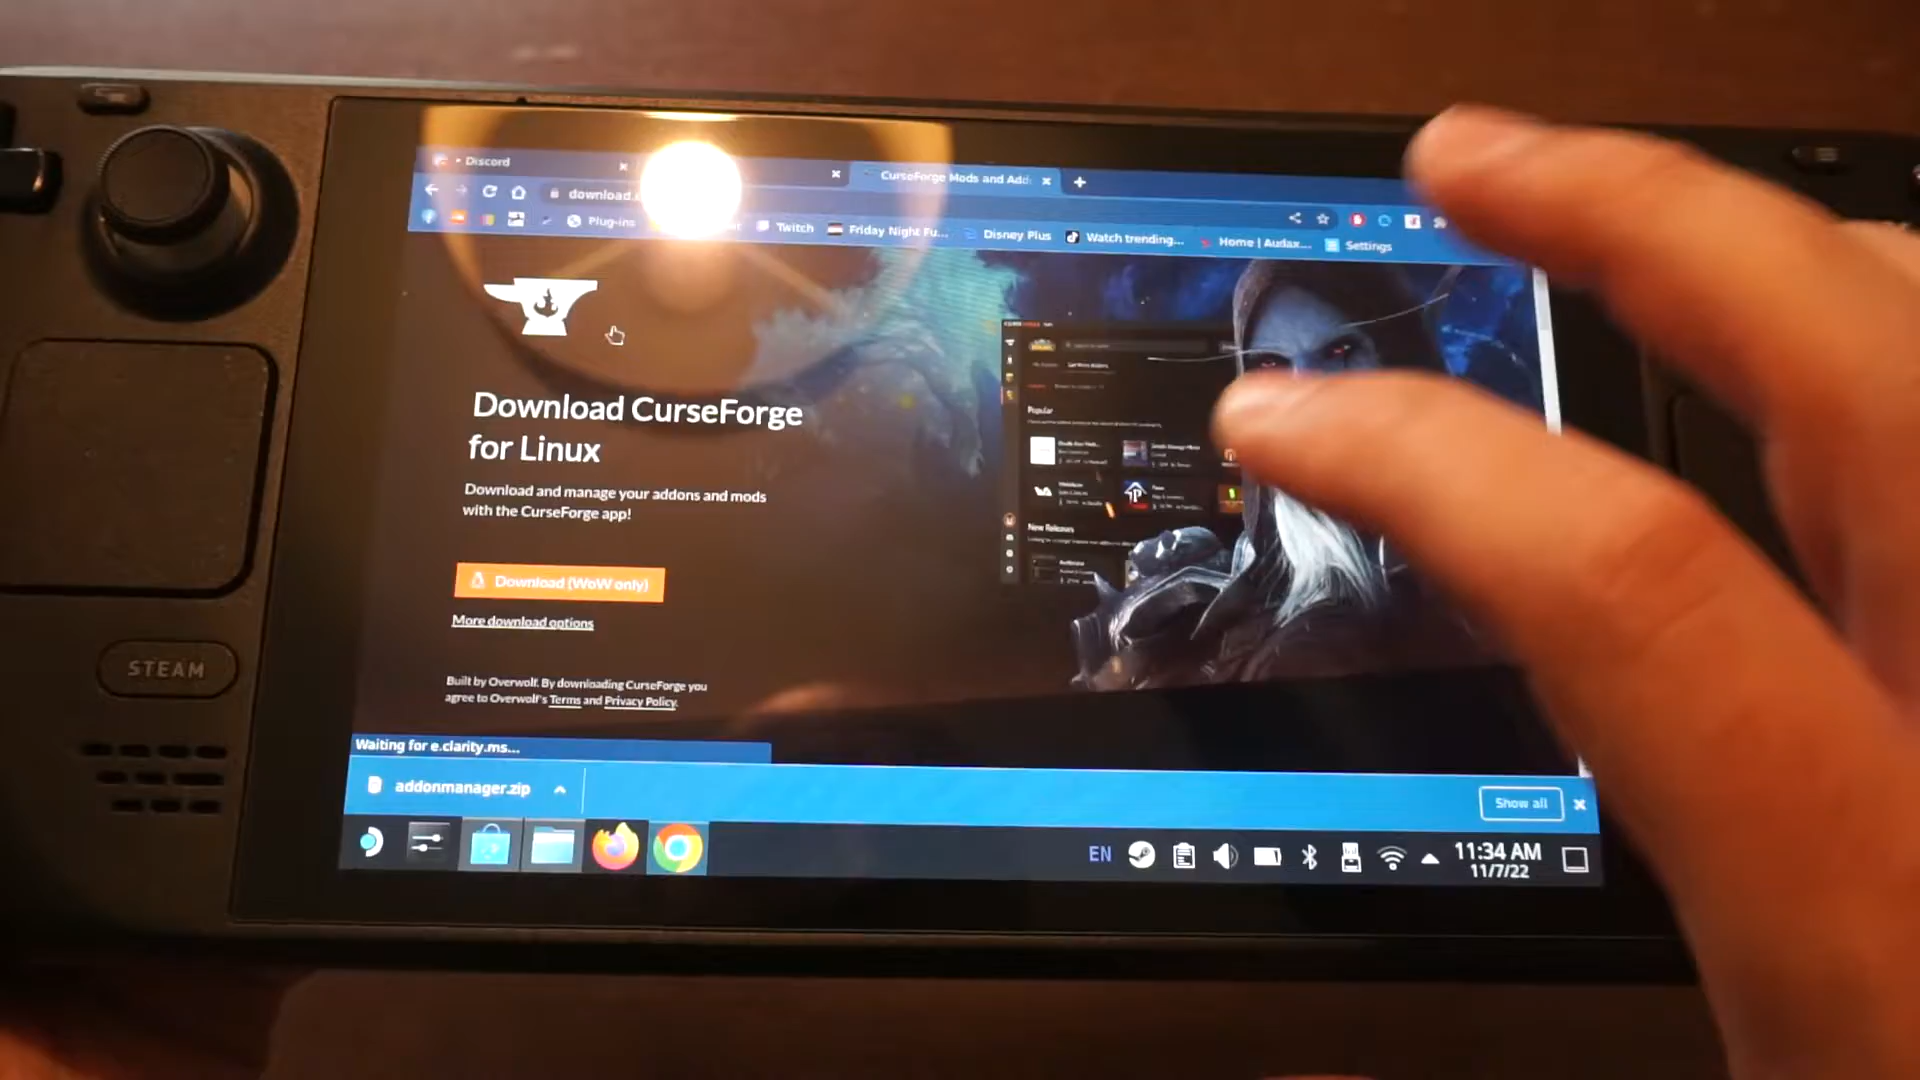 Discord
CurseForge Mods and Add
download.
Plug-ins
Twitch
Friday Night Fu...
Disney Plus
Watch trending...
Home | Audax...
Settings
Download CurseForge
for Linux
Download and manage your addons and mods
with the CurseForge app!
Download (WoW only)
More download options
Built by Overwolf. By downloading CurseForge you
agree to Overwolf's Terms and Privacy Policy.
Popular
New Releases
STEAM
Waiting for e.clarity.ms...
addonmanager.zip
Show all
EN
11:34 AM
11/7/22